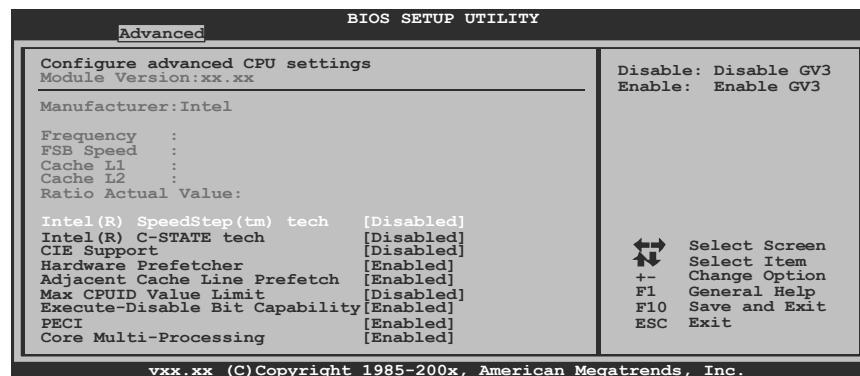 BIOS SETUP UTILITY
Advanced
Configure advanced CPU settings
Module Version:xx.xx
Manufacturer:Intel
Frequency :
FSB Speed :
Cache L1 :
Cache L2 :
Ratio Actual Value:
Intel(R) SpeedStep(tm) tech [Disabled]
Intel(R) C-STATE tech [Disabled]
CIE Support [Disabled]
Hardware Prefetcher [Enabled]
Adjacent Cache Line Prefetch [Enabled]
Max CPUID Value Limit [Disabled]
Execute-Disable Bit Capability[Enabled]
PECI [Enabled]
Core Multi-Processing [Enabled]
Disable: Disable GV3
Enable: Enable GV3
Select Screen
Select Item
+- Change Option
F1 General Help
F10 Save and Exit
ESC Exit
vxx.xx (C)Copyright 1985-200x, American Megatrends, Inc.